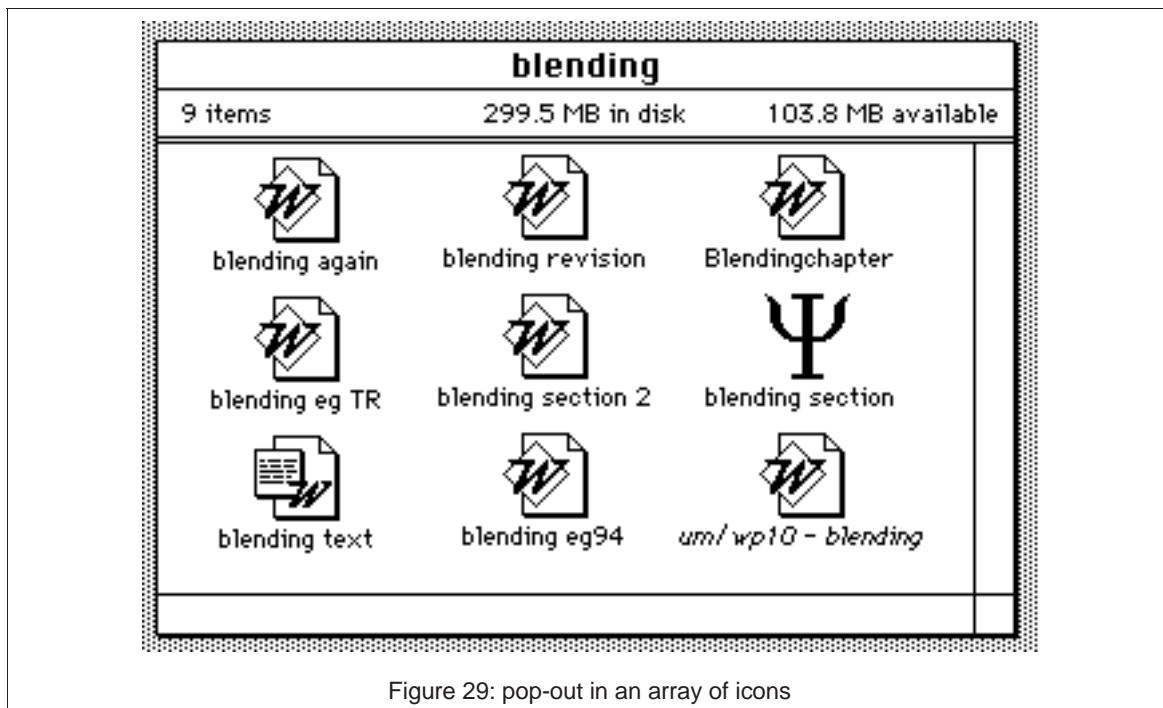 blending
9 items 299.5 MB in disk 103.8 MB available
blending again blending revision Blendingchapter
Ψ
blending eg TR blending section 2 blending section
blending text blending eg94 um/wp10 - blending
Figure 29: pop-out in an array of icons